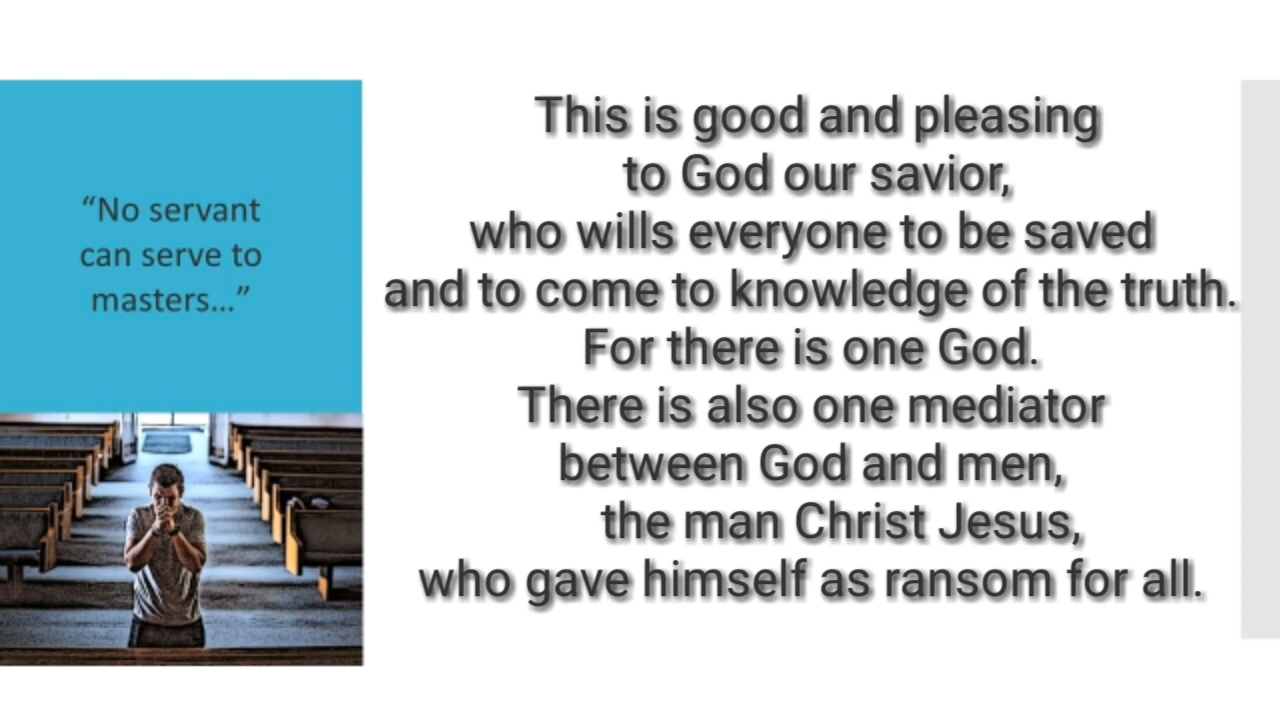 “No servant
can serve to
masters...”
This is good and pleasing
to God our savior,
who wills everyone to be saved
and to come to knowledge of the truth.
For there is one God.
There is also one mediator
between God and men,
the man Christ Jesus,
who gave himself as ransom for all.